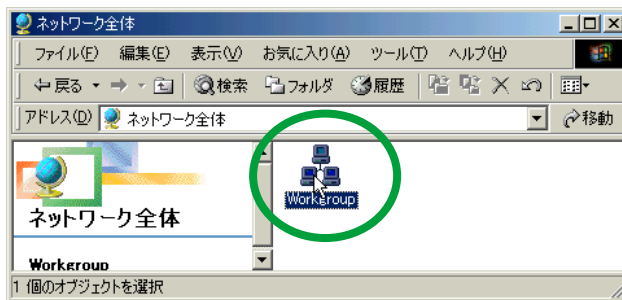 ネットワーク全体
ファイル(F) 編集(E) 表示(V) お気に入り(A) ツール(T) ヘルプ(H)
戻る 検索 フォルダ 履歴
アドレス(D) ネットワーク全体 移動
Workgroup
ネットワーク全体
Workgroup
1 個のオブジェクトを選択